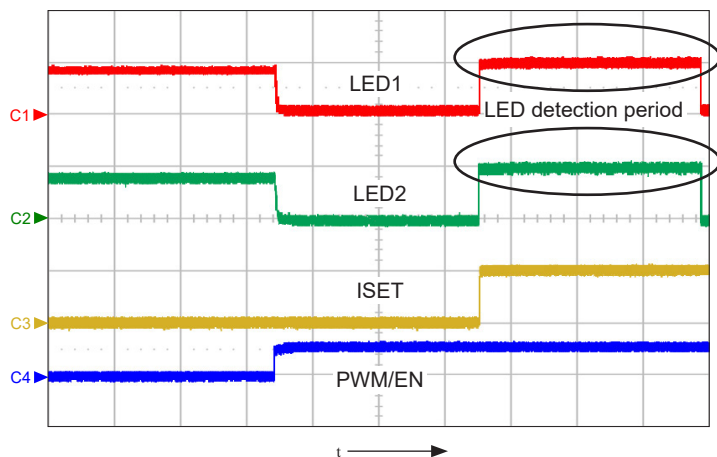 LED1
C1
LED detection period
LED2
C2
ISET
C3
C4
PWM/EN
t